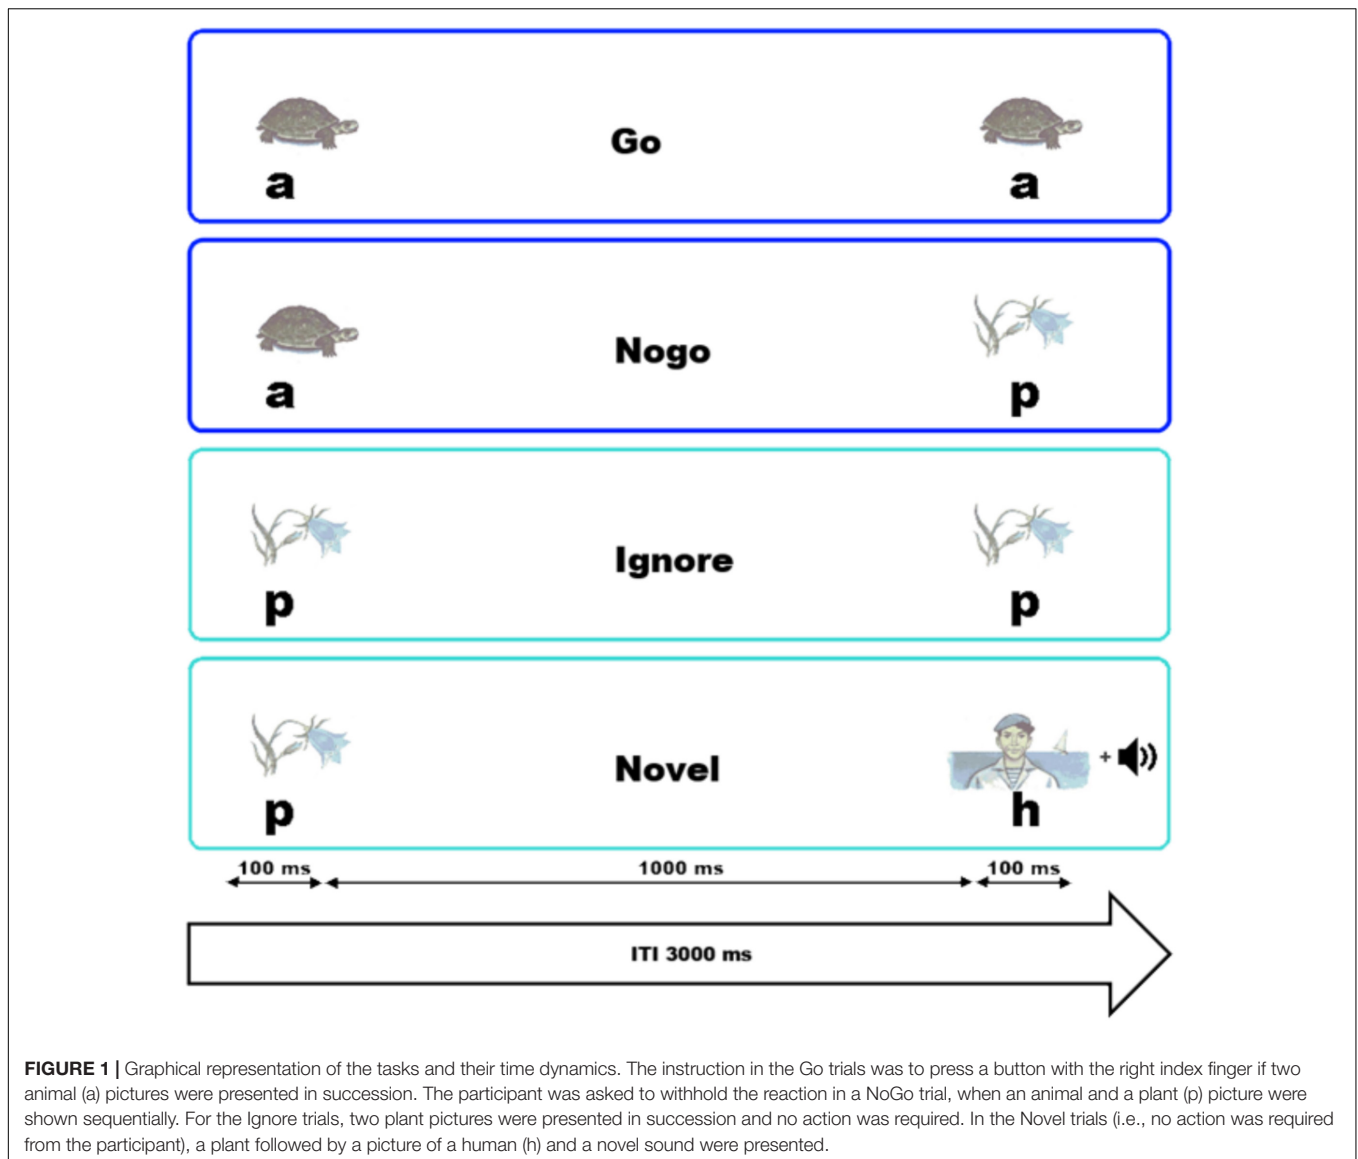 Go
a a
Nogo
a p
Ignore
p p
Novel
+
p h
100 ms 1000 ms 100 ms
ITI 3000 ms
FIGURE 1 | Graphical representation of the tasks and their time dynamics. The instruction in the Go trials was to press a button with the right index finger if two
animal (a) pictures were presented in succession. The participant was asked to withhold the reaction in a NoGo trial, when an animal and a plant (p) picture were
shown sequentially. For the Ignore trials, two plant pictures were presented in succession and no action was required. In the Novel trials (i.e., no action was required
from the participant), a plant followed by a picture of a human (h) and a novel sound were presented.